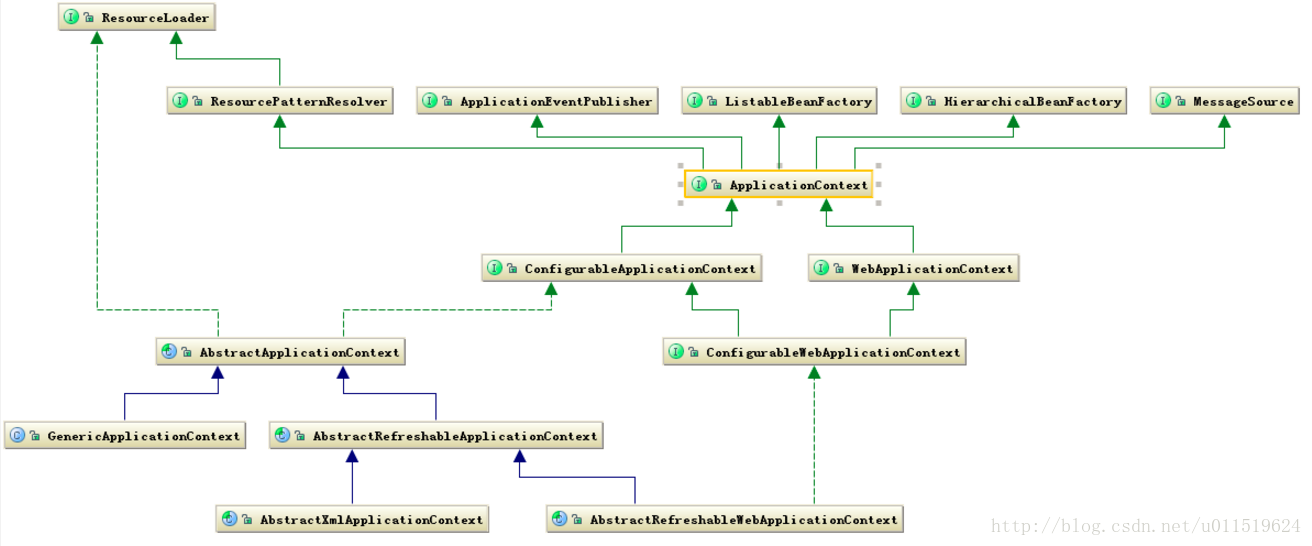 ResourceLoader
ResourcePatternResolver
ApplicationEventPublisher
ListableBeanFactory
HierarchicalBeanFactory
MessageSource
ApplicationContext
ConfigurableApplicationContext
WebApplicationContext
AbstractApplicationContext
ConfigurableWebApplicationContext
GenericApplicationContext
AbstractRefreshableApplicationContext
AbstractXmlApplicationContext
AbstractRefreshableWebApplicationContext
http://blog.csdn.net/u011519624